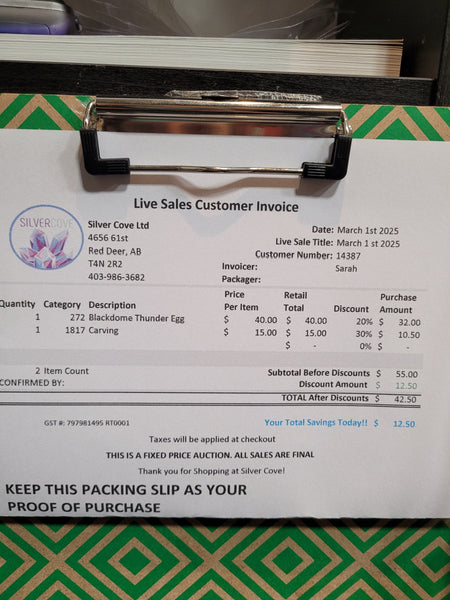 Live Sales Customer Invoice
SILVERCOVE
Silver Cove Ltd
4656 61st
Red Deer, AB
T4N 2R2
403-986-3682
Date: March 1st 2025
Live Sale Title: March 1 st 2025
Customer Number: 14387
Invoicer: Sarah
Packager:
Quantity Category Description Price Per Item Retail Total Discount Purchase Amount
1 272 Blackdome Thunder Egg $ 40.00 $ 40.00 20% $ 32.00
1 1817 Carving $ 15.00 $ 15.00 30% $ 10.50
$ - 0% $ -
2 Item Count Subtotal Before Discounts $ 55.00
CONFIRMED BY: Discount Amount $ 12.50
TOTAL After Discounts $ 42.50
GST #: 797981495 RT0001 Your Total Savings Today!! $ 12.50
Taxes will be applied at checkout
THIS IS A FIXED PRICE AUCTION. ALL SALES ARE FINAL
Thank you for Shopping at Silver Cove!
KEEP THIS PACKING SLIP AS YOUR
PROOF OF PURCHASE